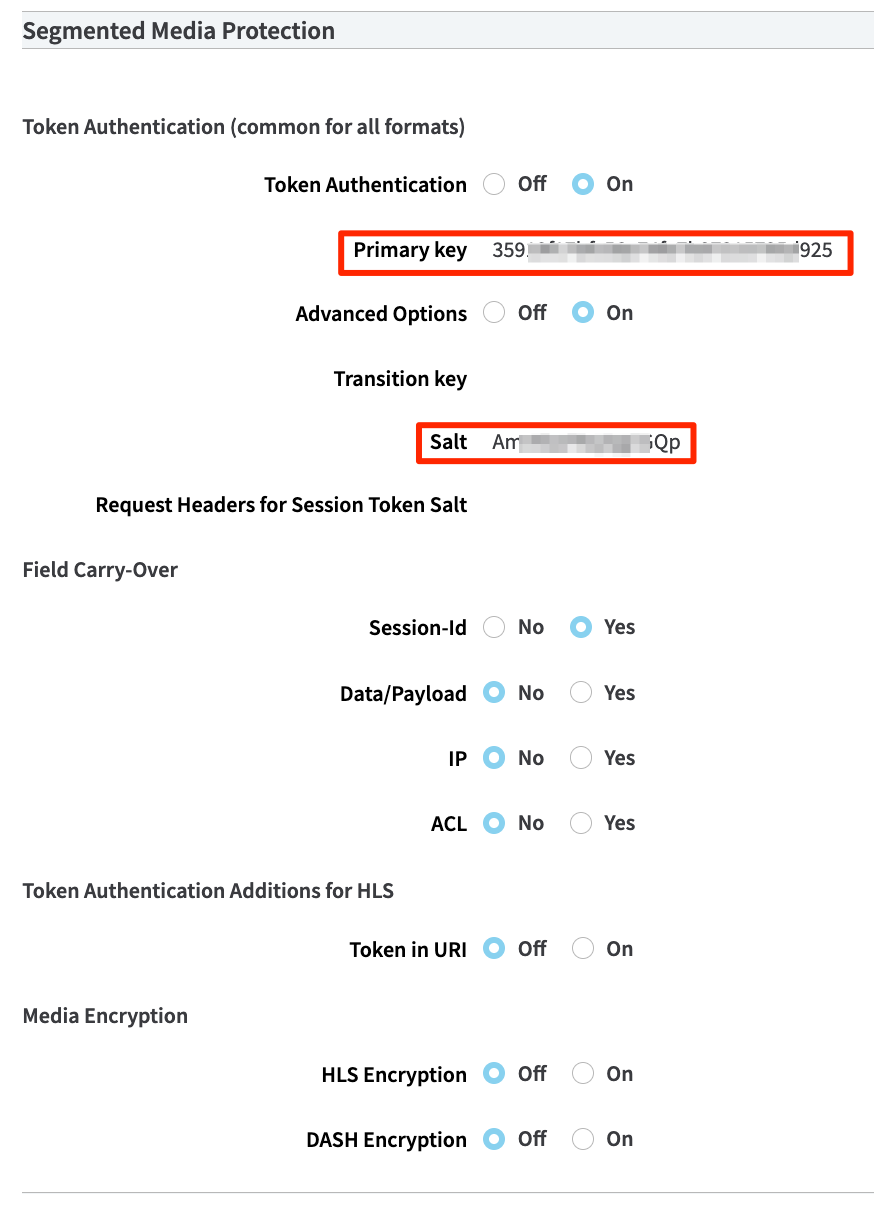 Segmented Media Protection
Token Authentication (common for all formats)
Token Authentication Off On
Primary key 359 925
Advanced Options Off On
Transition key
Salt Am Qp
Request Headers for Session Token Salt
Field Carry-Over
Session-Id No Yes
Data/Payload No Yes
IP No Yes
ACL No Yes
Token Authentication Additions for HLS
Token in URI Off On
Media Encryption
HLS Encryption Off On
DASH Encryption Off On